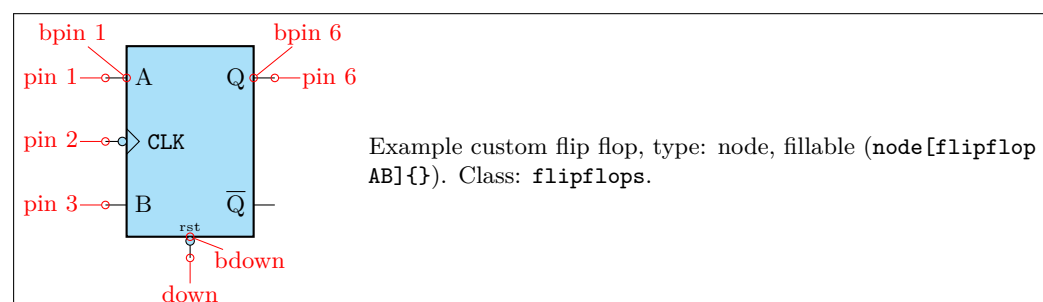 bpin 1
bpin 6
pin 1
A
Q
pin 6
pin 2
CLK
Example custom flip flop, type: node, fillable (node[flipflop
AB]{}). Class: flipflops.
pin 3
B
Q̅
rst
bdown
down